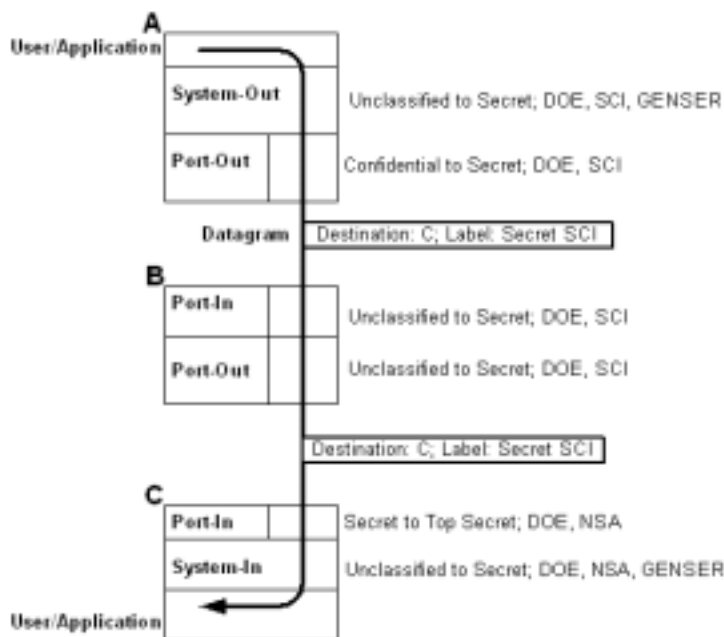 A
User/Application
System-Out
Unclassified to Secret; DOE, SCI, GENSER
Port-Out
Confidential to Secret; DOE, SCI
Datagram
Destination: C; Label: Secret SCI
B
Port-In
Unclassified to Secret; DOE, SCI
Port-Out
Unclassified to Secret; DOE, SCI
Destination: C; Label: Secret SCI
C
Port-In
Secret to Top Secret; DOE, NSA
System-In
Unclassified to Secret; DOE, NSA, GENSER
User/Application